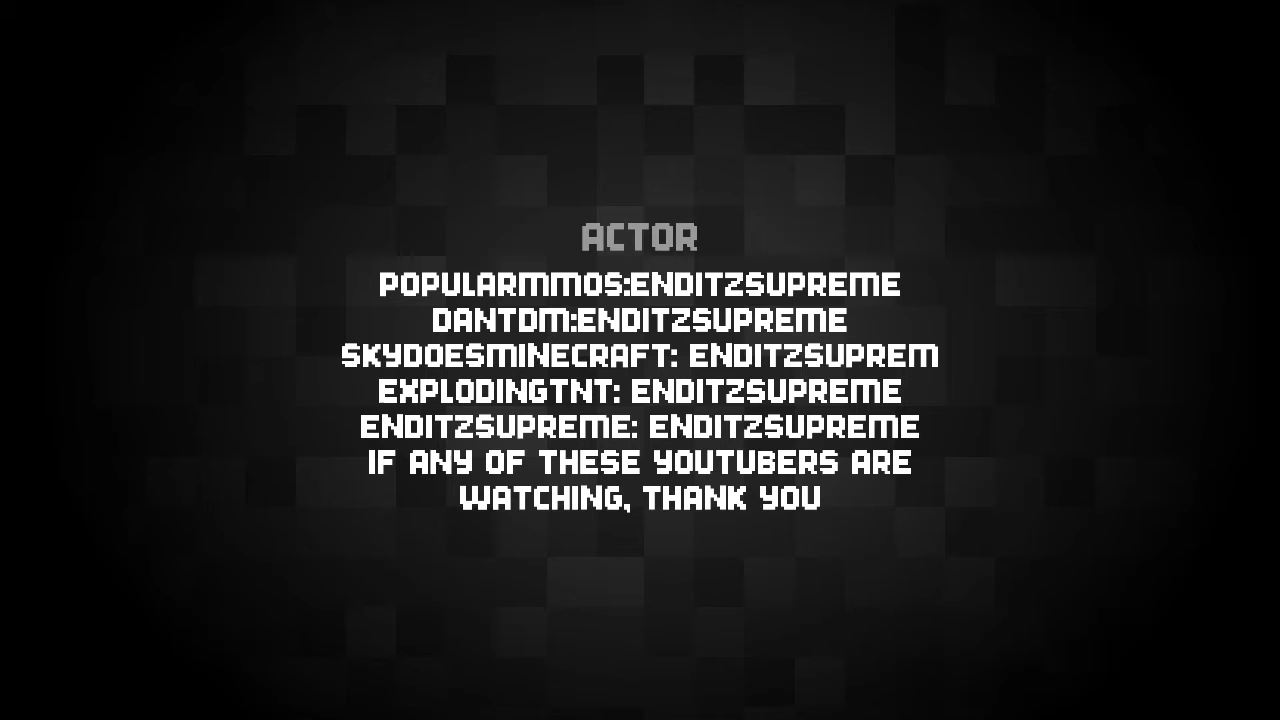 ACTOR
POPULARMMOS:ENDITZSUPREME
DANTDM:ENDITZSUPREME
SKYDOESMINECRAFT: ENDITZSUPREM
EXPLODINGTNT: ENDITZSUPREME
ENDITZSUPREME: ENDITZSUPREME
IF ANY OF THESE YOUTUBERS ARE
WATCHING, THANK YOU